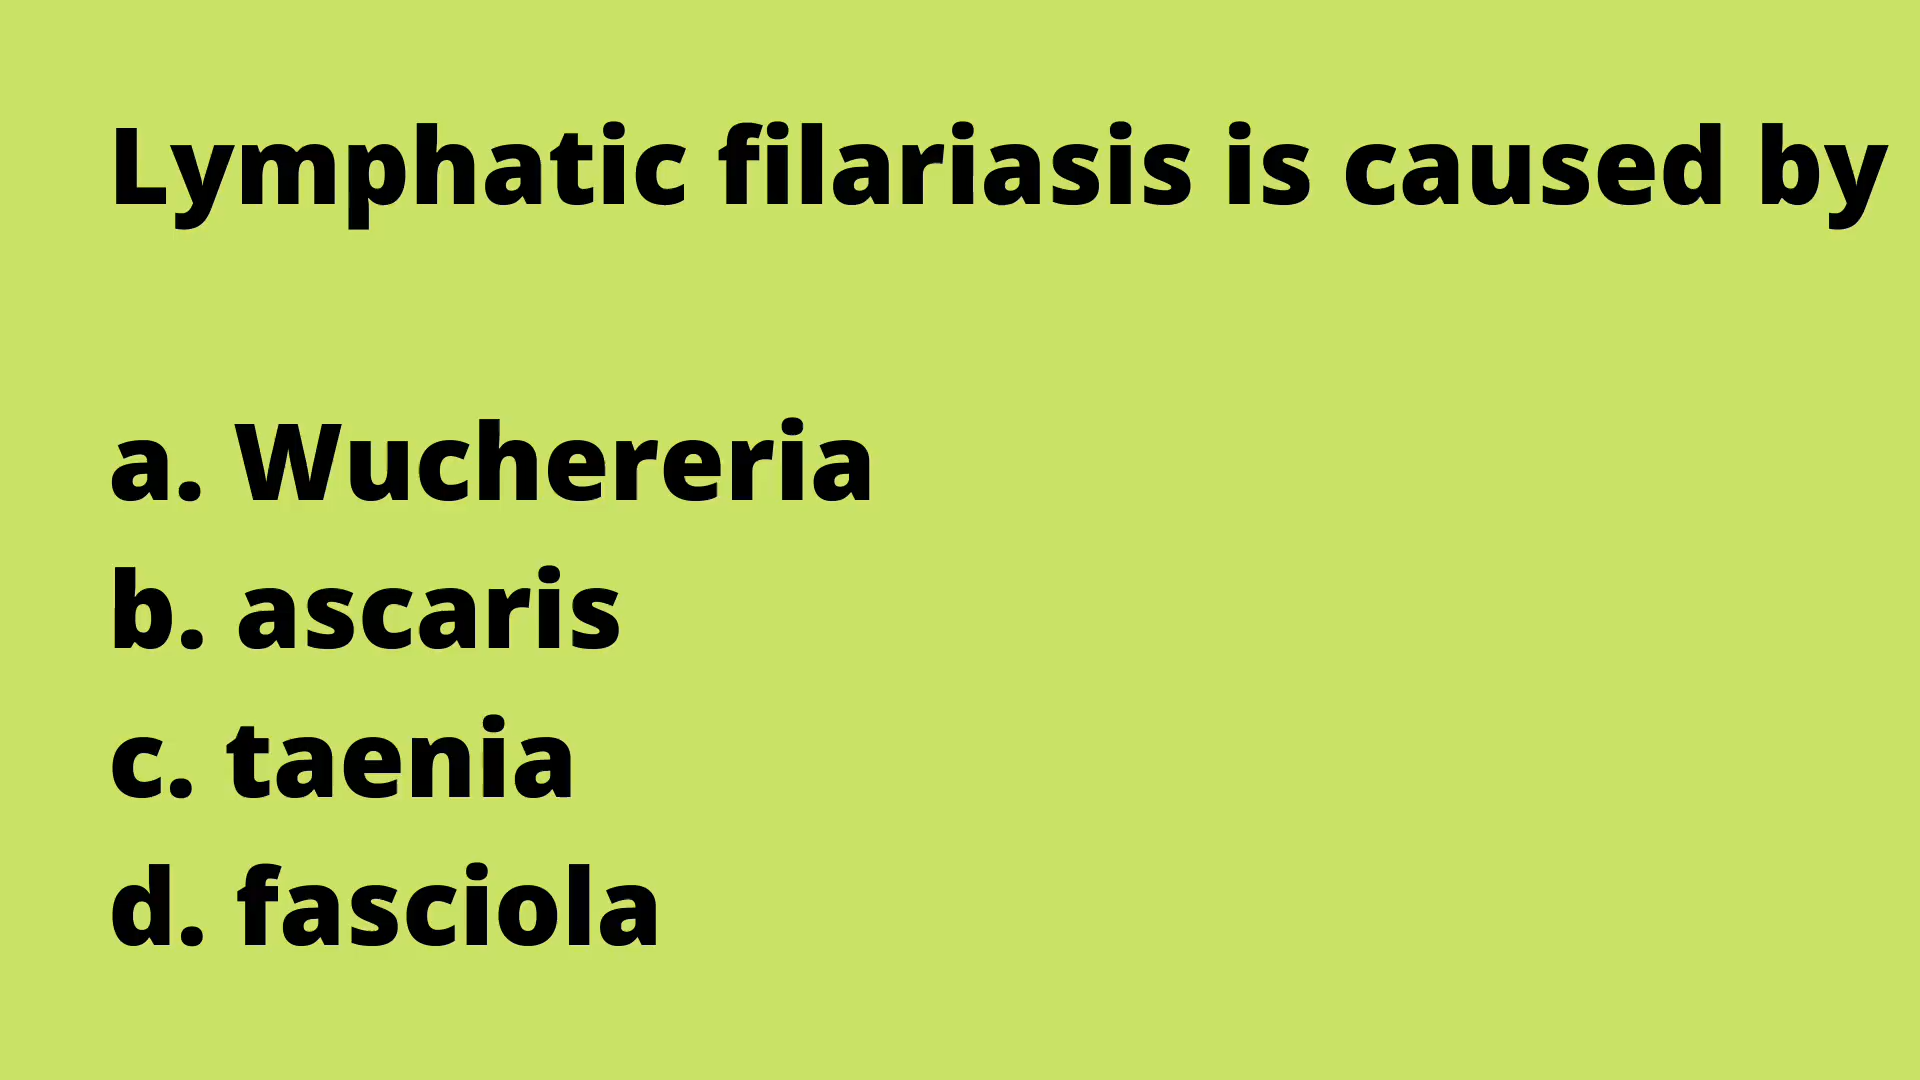 Lymphatic filariasis is caused by
a. Wuchereria
b. ascaris
c. taenia
d. fasciola